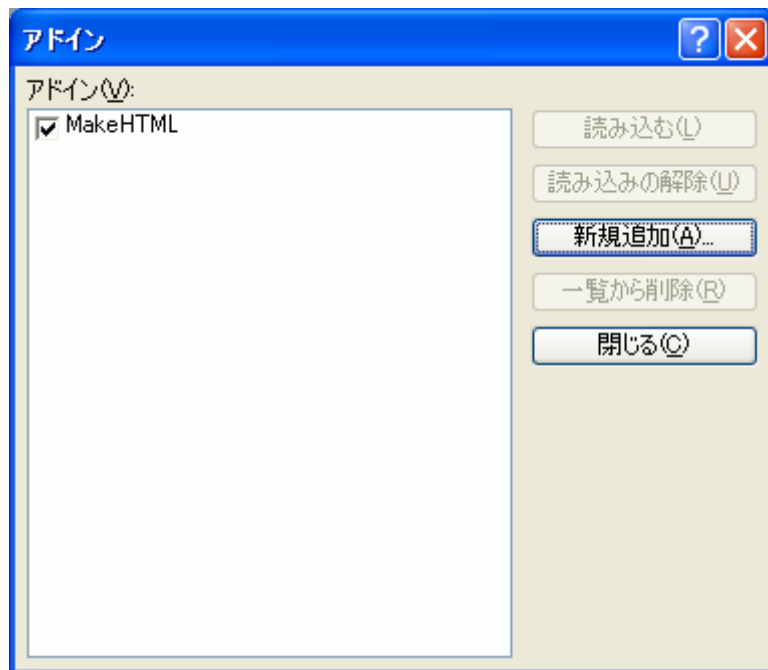 アドイン
アドイン(V):
MakeHTML
読み込む(L)
読み込みの解除(U)
新規追加(A)...
一覧から削除(R)
閉じる(C)